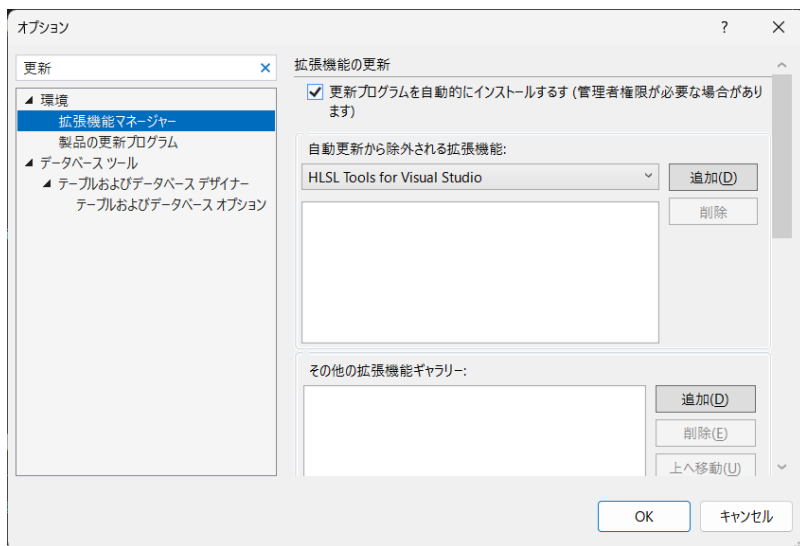 オプション
?
更新
環境
拡張機能マネージャー
製品の更新プログラム
データベース ツール
テーブルおよびデータベース デザイナー
テーブルおよびデータベース オプション
拡張機能の更新
更新プログラムを自動的にインストールするす (管理者権限が必要な場合があり
ます)
自動更新から除外される拡張機能:
HLSL Tools for Visual Studio
追加(D)
削除
その他の拡張機能ギャラリー:
追加(D)
削除(E)
上へ移動(U)
OK
キャンセル